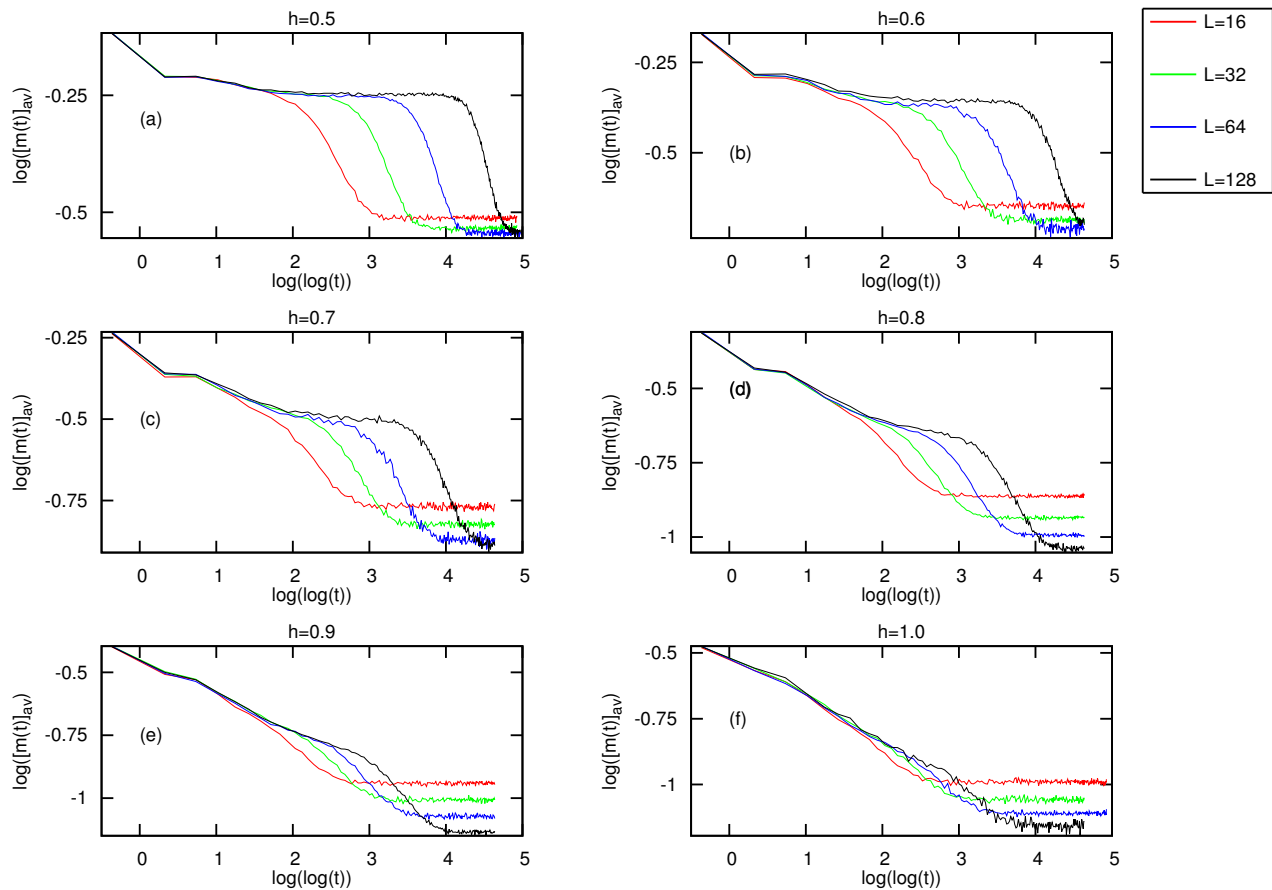 h=0.5
-0.25
-0.5
(a)
log([m(t)]av)
0 1 2 3 4 5
log(log(t))
h=0.6
-0.25
-0.5
(b)
log([m(t)]av)
0 1 2 3 4 5
log(log(t))
L=16
L=32
L=64
L=128
h=0.7
-0.25
-0.5
-0.75
(c)
log([m(t)]av)
0 1 2 3 4 5
log(log(t))
h=0.8
-0.5
-0.75
-1
(d)
log([m(t)]av)
0 1 2 3 4 5
log(log(t))
h=0.9
-0.5
-0.75
-1
(e)
log([m(t)]av)
0 1 2 3 4 5
log(log(t))
h=1.0
-0.5
-0.75
-1
(f)
log([m(t)]av)
0 1 2 3 4 5
log(log(t))